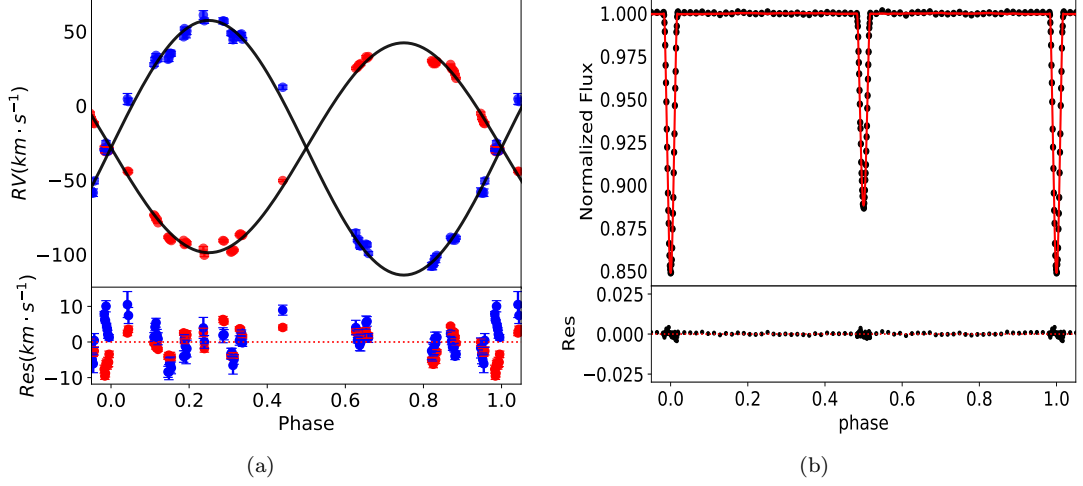 50
0
−50
−100
RV(km · s⁻¹)
10
0
−10
Res(km · s⁻¹)
0.0 0.2 0.4 0.6 0.8 1.0
Phase
(a)
1.000
0.975
0.950
0.925
0.900
0.875
0.850
Normalized Flux
0.025
0.000
−0.025
Res
0.0 0.2 0.4 0.6 0.8 1.0
phase
(b)